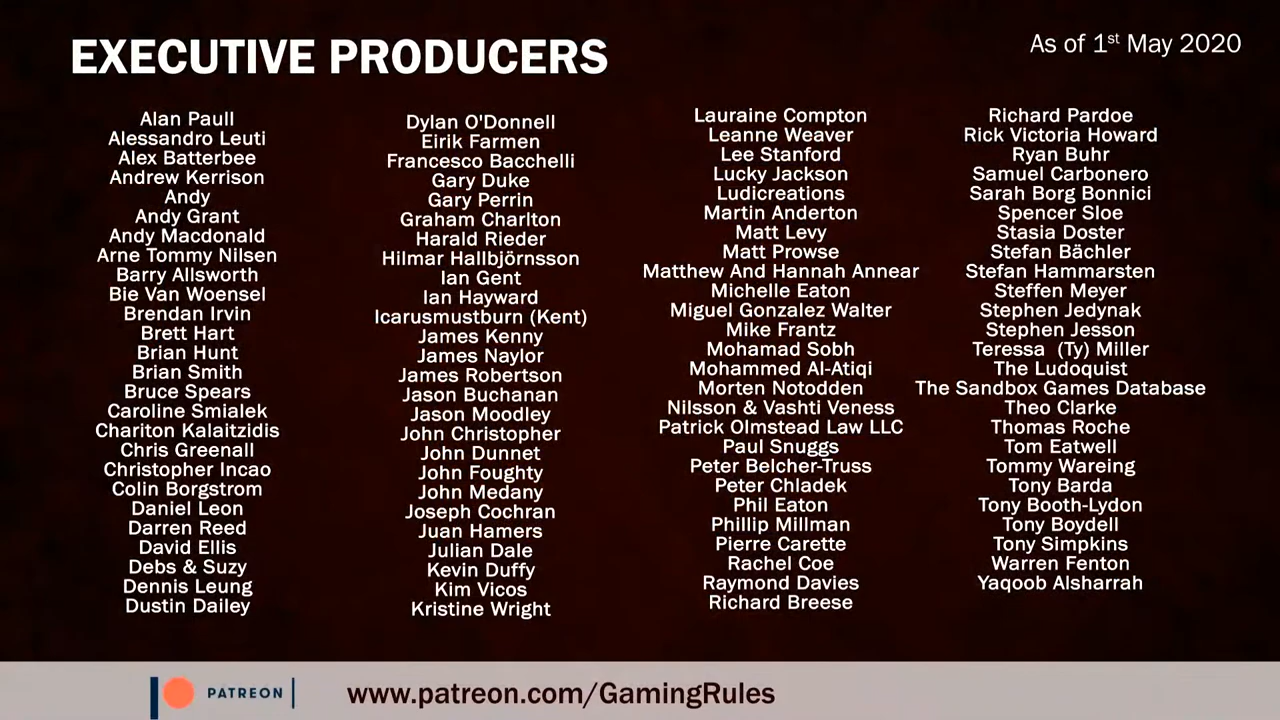 EXECUTIVE PRODUCERS
As of 1st May 2020
Alan Paull
Alessandro Leuti
Alex Batterbee
Andrew Kerrison
Andy
Andy Grant
Andy Macdonald
Arne Tommy Nilsen
Barry Allsworth
Bie Van Woensel
Brendan Irvin
Brett Hart
Brian Hunt
Brian Smith
Bruce Spears
Caroline Smialek
Chariton Kalaitzidis
Chris Greenall
Christopher Incao
Colin Borgstrom
Daniel Leon
Darren Reed
David Ellis
Debs & Suzy
Dennis Leung
Dustin Dailey
Dylan O'Donnell
Eirik Farmen
Francesco Bacchelli
Gary Duke
Gary Perrin
Graham Charlton
Harald Rieder
Hilmar Hallbjörnsson
Ian Gent
Ian Hayward
Icarusmustburn (Kent)
James Kenny
James Naylor
James Robertson
Jason Buchanan
Jason Moodley
John Christopher
John Dunnet
John Foughty
John Medany
Joseph Cochran
Juan Hamers
Julian Dale
Kevin Duffy
Kim Vicos
Kristine Wright
Lauraine Compton
Leanne Weaver
Lee Stanford
Lucky Jackson
Ludicreations
Martin Anderton
Matt Levy
Matt Prowse
Matthew And Hannah Annear
Michelle Eaton
Miguel Gonzalez Walter
Mike Frantz
Mohamad Sobh
Mohammed Al-Atiqi
Morten Notodden
Nilsson & Vashti Veness
Patrick Olmstead Law LLC
Paul Snuggs
Peter Belcher-Truss
Peter Chladek
Phil Eaton
Phillip Millman
Pierre Carette
Rachel Coe
Raymond Davies
Richard Breese
Richard Pardoe
Rick Victoria Howard
Ryan Buhr
Samuel Carbonero
Sarah Borg Bonnici
Spencer Sloe
Stasia Doster
Stefan Bächler
Stefan Hammarsten
Steffen Meyer
Stephen Jedynak
Stephen Jesson
Teressa  (Ty) Miller
The Ludoquist
The Sandbox Games Database
Theo Clarke
Thomas Roche
Tom Eatwell
Tommy Wareing
Tony Barda
Tony Booth-Lydon
Tony Boydell
Tony Simpkins
Warren Fenton
Yaqoob Alsharrah
PATREON
www.patreon.com/GamingRules